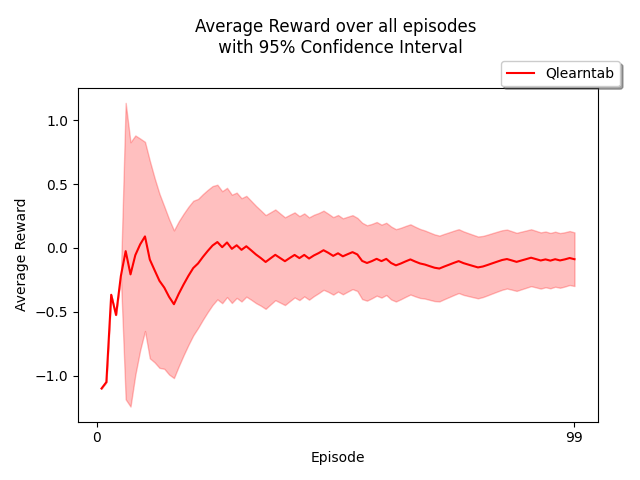 Average Reward over all episodes
with 95% Confidence Interval
Qlearntab
1.0
0.5
0.0
−0.5
−1.0
Average Reward
0
99
Episode